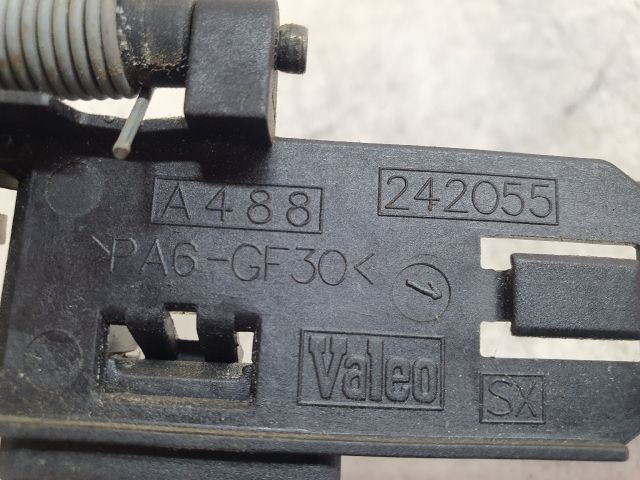 A488 242055
>PA6-GF30< 1
Valeo
SX